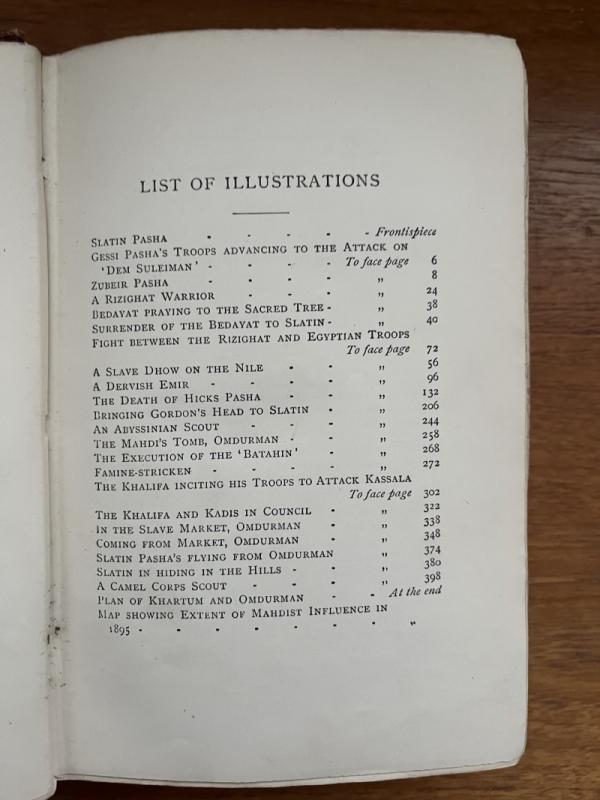 LIST OF ILLUSTRATIONS
SLATIN PASHA - - - - - Frontispiece
GESSI PASHA'S TROOPS ADVANCING TO THE ATTACK ON
'DEM SULEIMAN' - - - - To face page 6
ZUBEIR PASHA - - - - „ 8
A RIZIGHAT WARRIOR - - - „ 24
BEDAYAT PRAYING TO THE SACRED TREE - „ 38
SURRENDER OF THE BEDAYAT TO SLATIN - „ 40
FIGHT BETWEEN THE RIZIGHAT AND EGYPTIAN TROOPS
To face page 72
A SLAVE DHOW ON THE NILE - - „ 56
A DERVISH EMIR - - - - „ 96
THE DEATH OF HICKS PASHA - - „ 132
BRINGING GORDON'S HEAD TO SLATIN - „ 206
AN ABYSSINIAN SCOUT - - - „ 244
THE MAHDI'S TOMB, OMDURMAN - - „ 258
THE EXECUTION OF THE 'BATAHIN' - „ 268
FAMINE-STRICKEN - - - - „ 272
THE KHALIFA INCITING HIS TROOPS TO ATTACK KASSALA
To face page 302
THE KHALIFA AND KADIS IN COUNCIL - „ 322
IN THE SLAVE MARKET, OMDURMAN - „ 338
COMING FROM MARKET, OMDURMAN - „ 348
SLATIN PASHA'S FLYING FROM OMDURMAN „ 374
SLATIN IN HIDING IN THE HILLS - - „ 380
A CAMEL CORPS SCOUT - - - „ 398
PLAN OF KHARTUM AND OMDURMAN - - At the end
MAP SHOWING EXTENT OF MAHDIST INFLUENCE IN
1895 - - - - - - - „